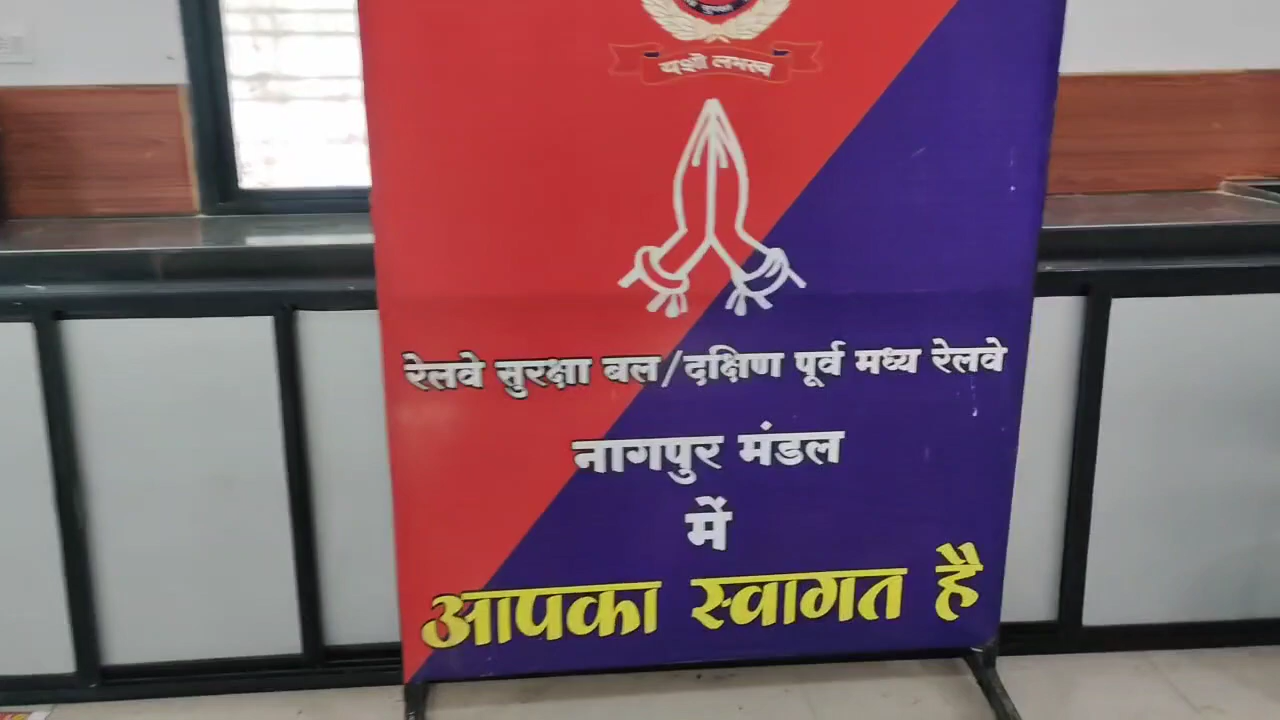 यशो लभस्व
रेलवे सुरक्षा बल/दक्षिण पूर्व मध्य रेलवे
नागपुर मंडल
में
आपका स्वागत है